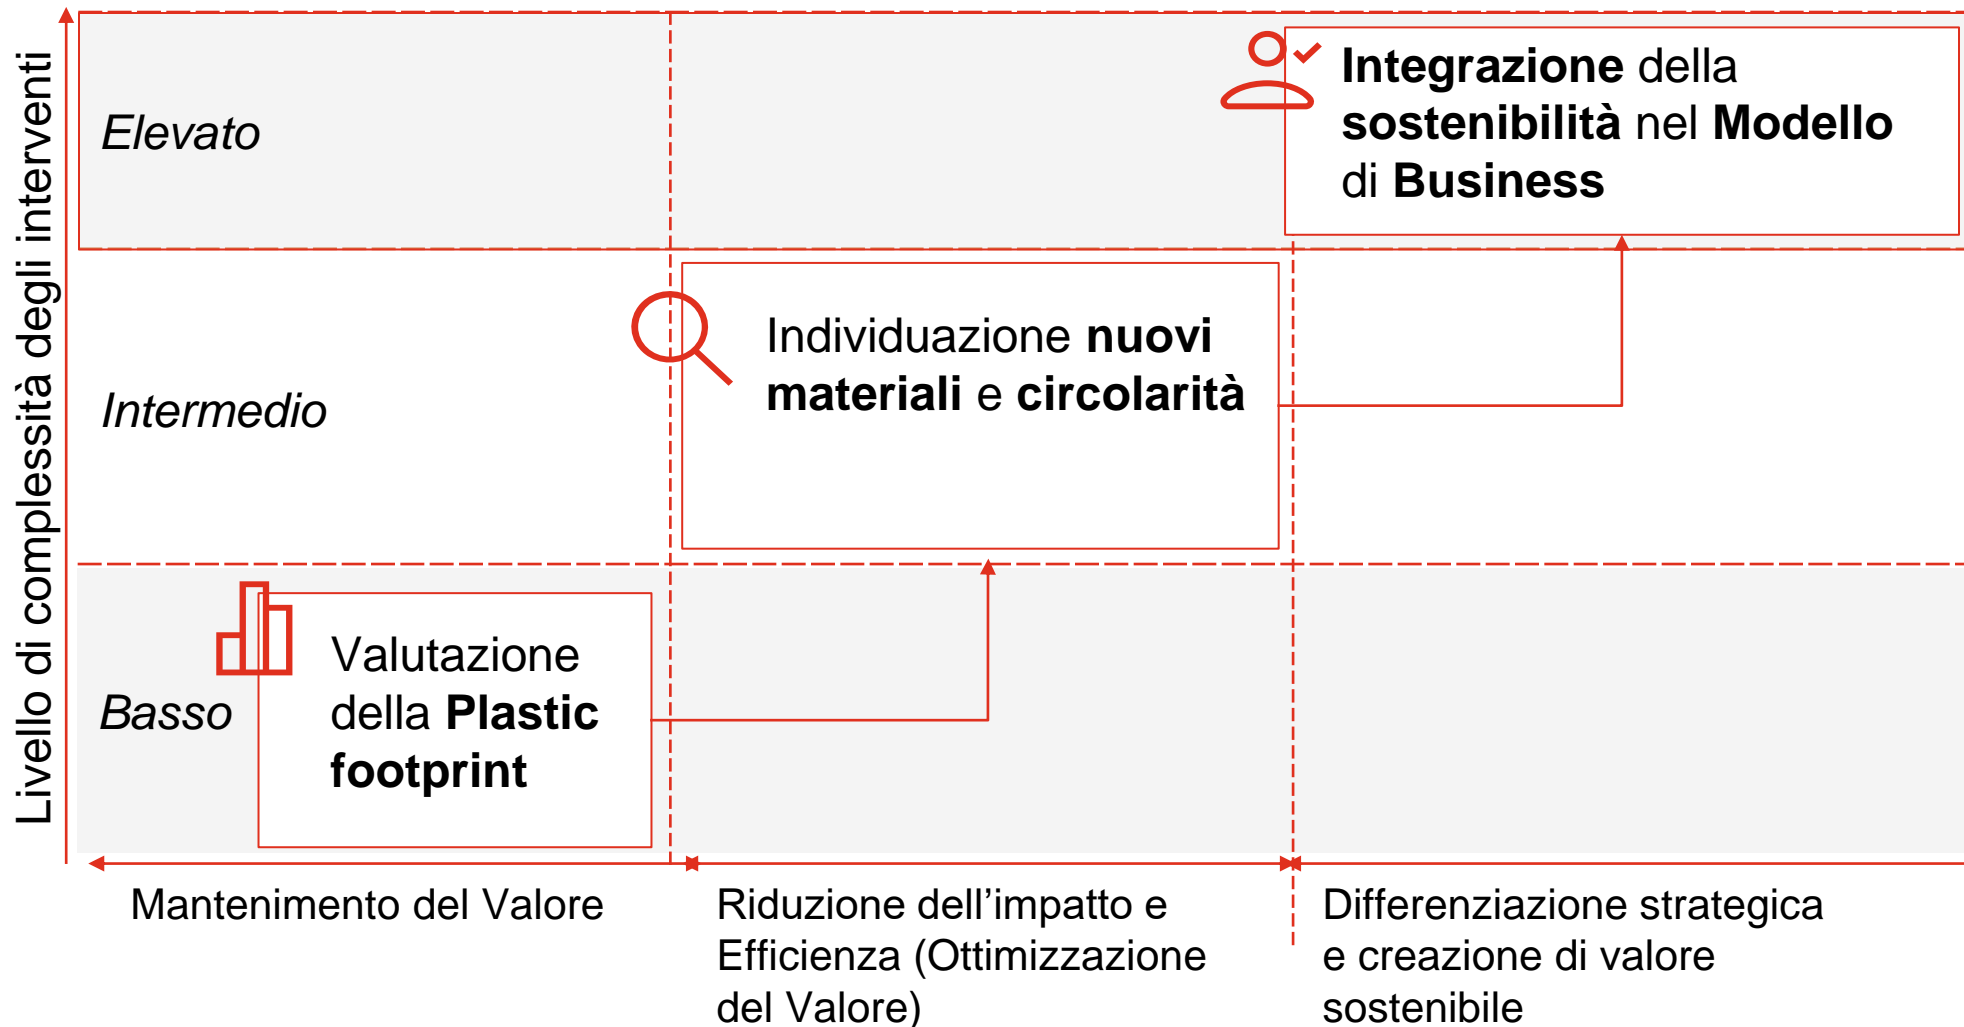 Livello di complessità degli interventi
Elevato
Integrazione della
sostenibilità nel Modello
di Business
Intermedio
Individuazione nuovi
materiali e circolarità
Basso
Valutazione
della Plastic
footprint
Mantenimento del Valore
Riduzione dell’impatto e
Efficienza (Ottimizzazione
del Valore)
Differenziazione strategica
e creazione di valore
sostenibile